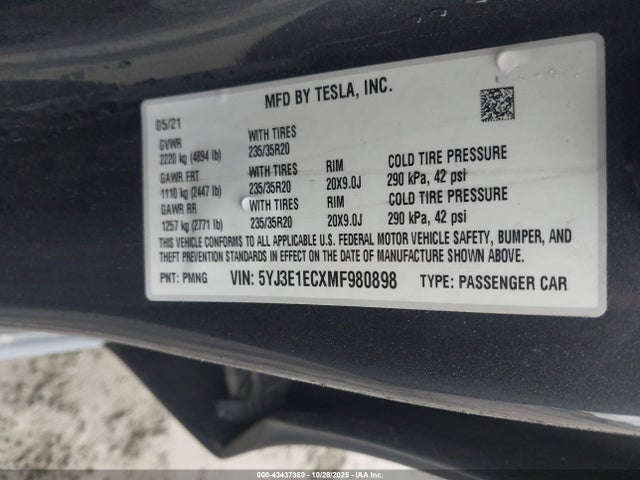 MFD BY TESLA, INC.
05/21
GVWR WITH TIRES
2220 kg (4894 lb) 235/35R20
GAWR FRT WITH TIRES RIM COLD TIRE PRESSURE
1110 kg (2447 lb) 235/35R20 20X9.0J 290 kPa, 42 psi
GAWR RR WITH TIRES RIM COLD TIRE PRESSURE
1257 kg (2771 lb) 235/35R20 20X9.0J 290 kPa, 42 psi
THIS VEHICLE CONFORMS TO ALL APPLICABLE U.S. FEDERAL MOTOR VEHICLE SAFETY, BUMPER, AND
THEFT PREVENTION STANDARDS IN EFFECT ON THE DATE OF MANUFACTURE SHOWN ABOVE.
PNT: PMNG VIN: 5YJ3E1ECXMF980898 TYPE: PASSENGER CAR
000-43437380 - 10/28/2025 - IAAI.COM